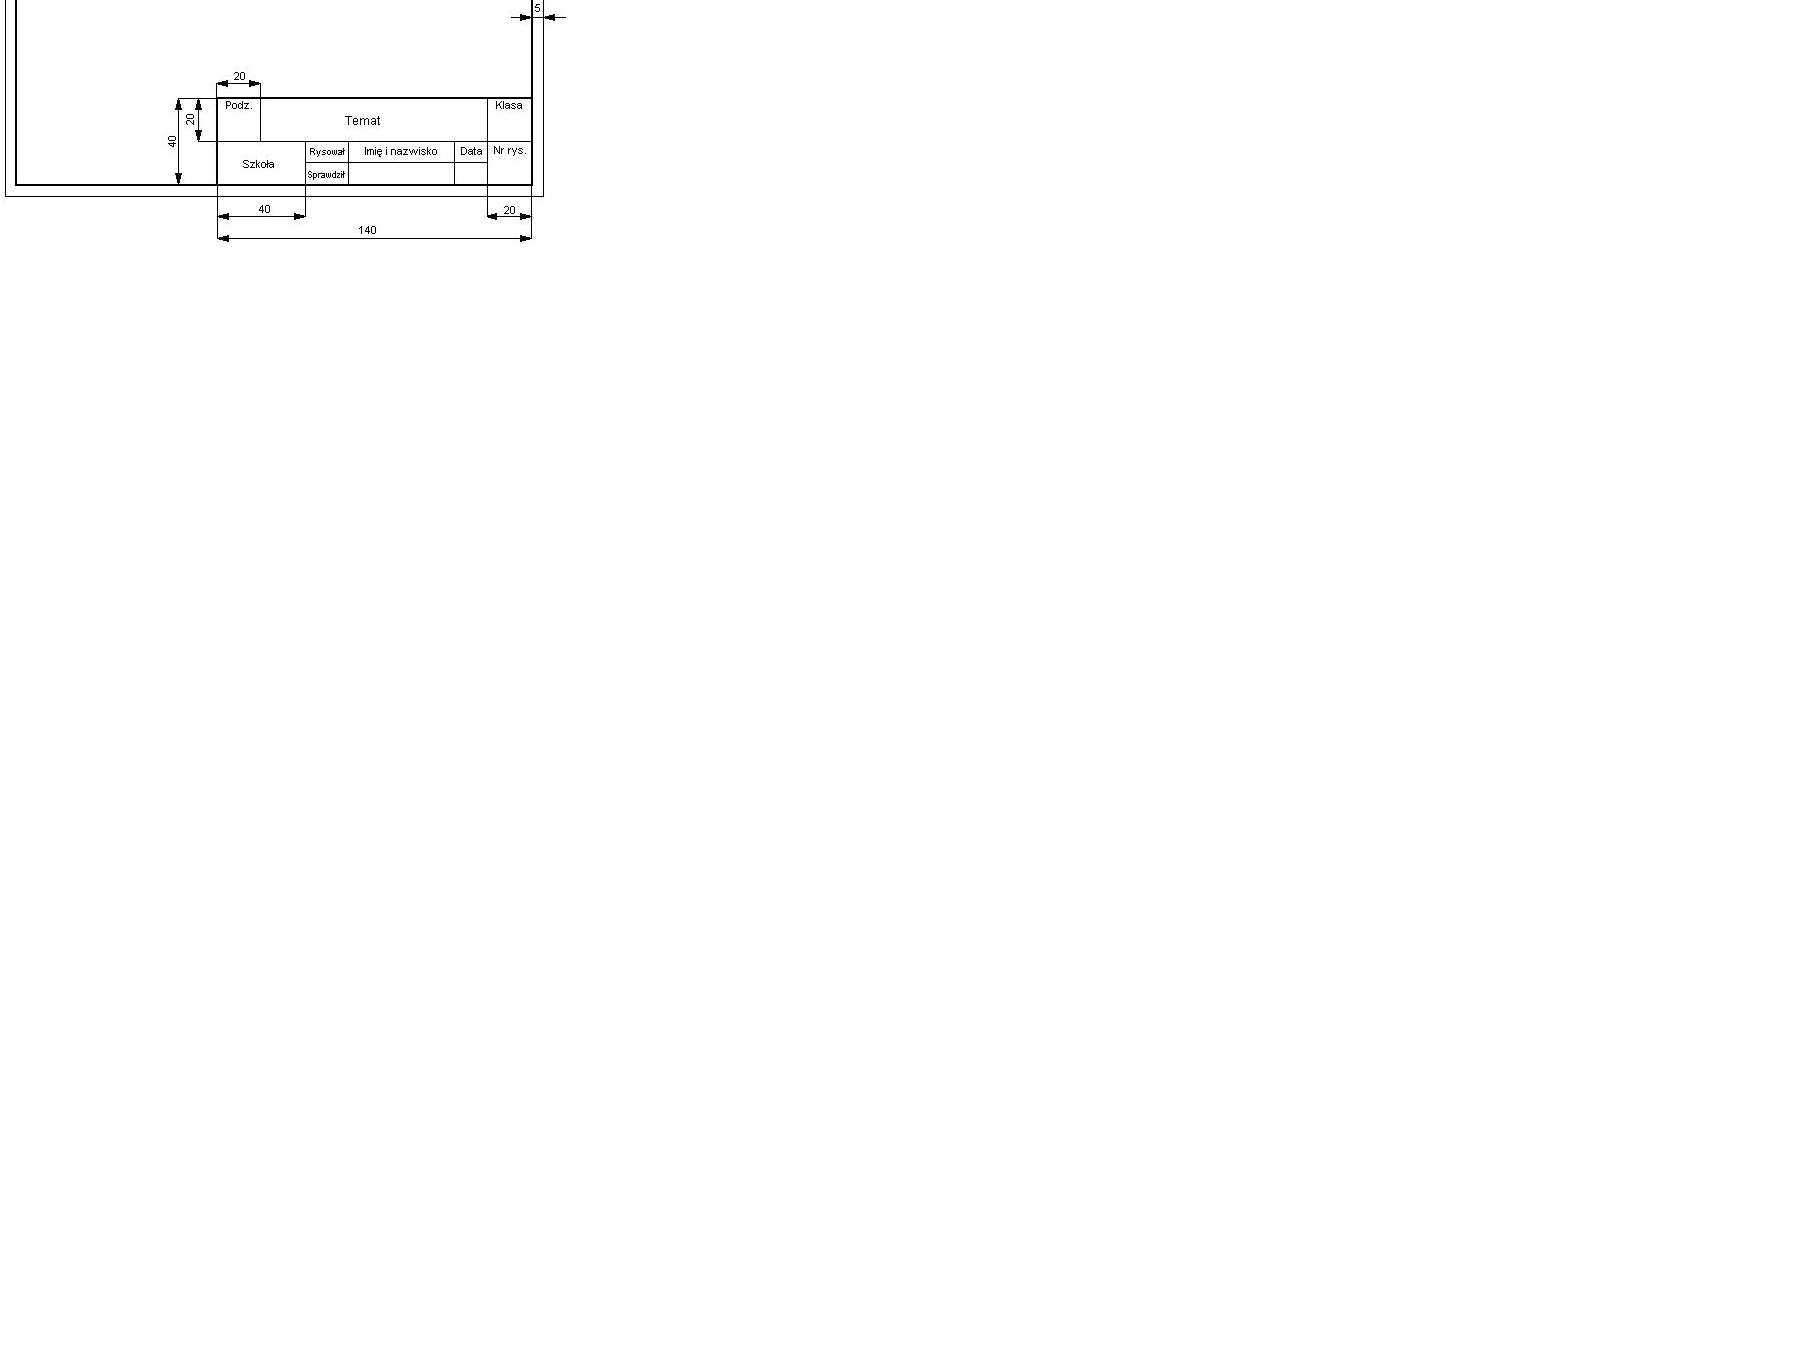 5
20
Podz.
Temat
Klasa
20
40
Szkoła
Rysował
Imię i nazwisko
Data
Nr rys.
Sprawdził
40
20
140